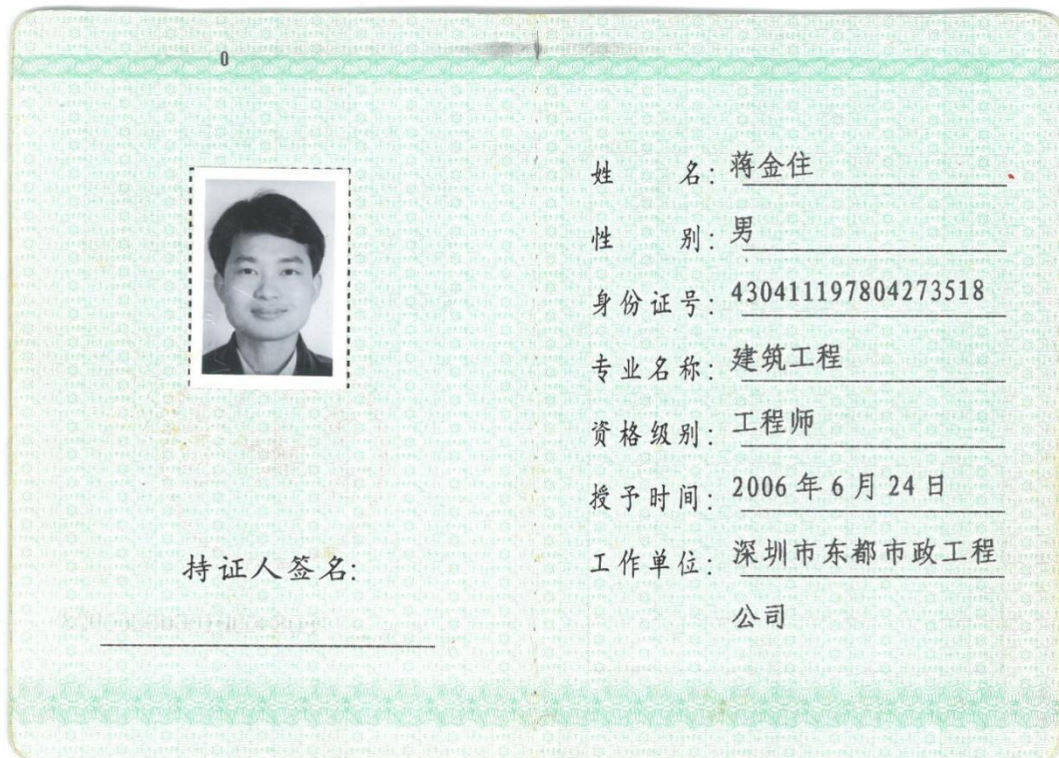 0
姓名：蒋金住
性别：男
身份证号：430411197804273518
专业名称：建筑工程
资格级别：工程师
授予时间：2006 年 6 月 24 日
工作单位：深圳市东都市政工程
公司
持证人签名：